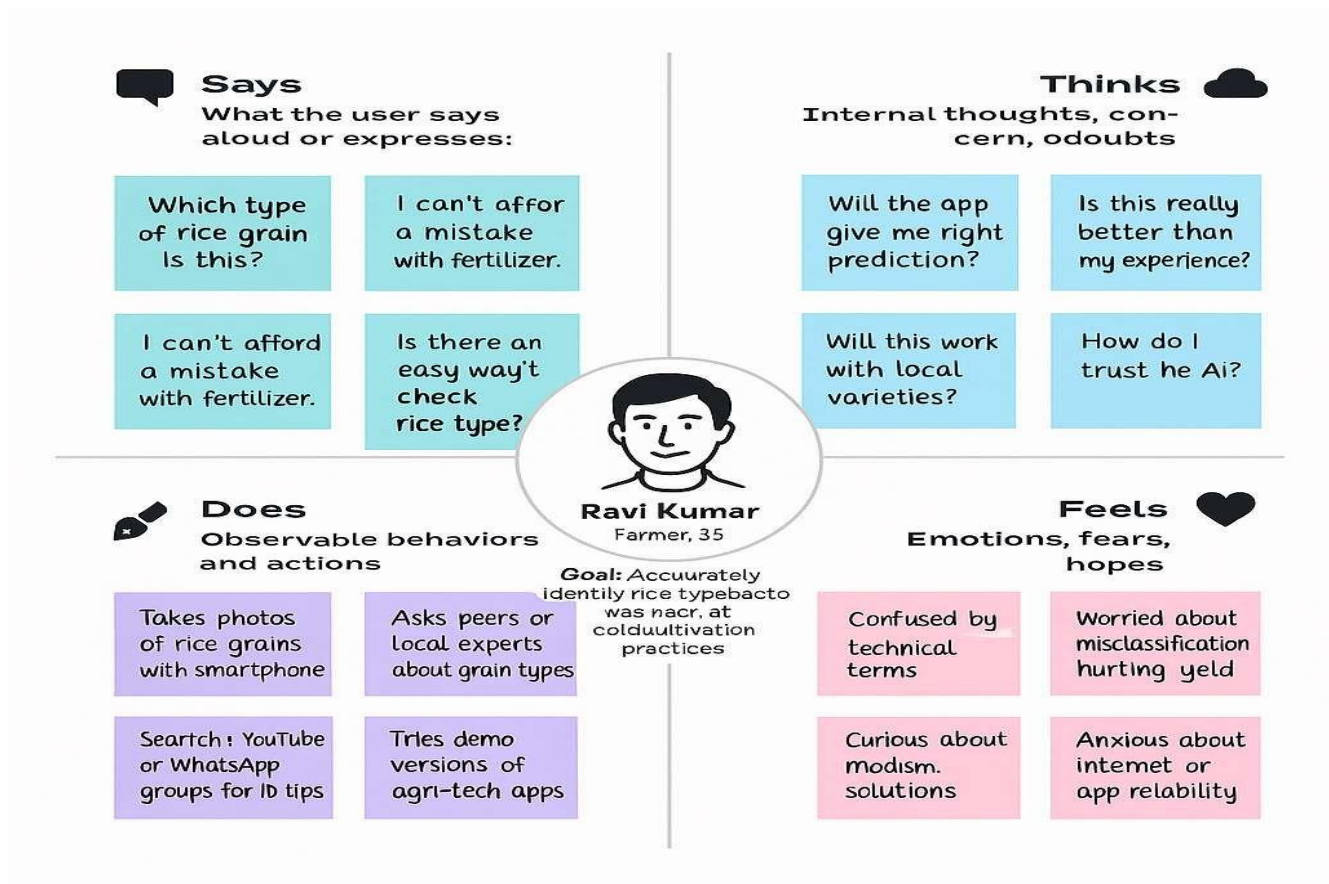 Says
What the user says
aloud or expresses:
Which type
of rice grain
Is this?
I can't affor
a mistake
with fertilizer.
I can't afford
a mistake
with fertilizer.
Is there an
easy way't
check
rice type?
Thinks
Internal thoughts, con-
cern, odoubts
Will the app
give me right
prediction?
Is this really
better than
my experience?
Will this work
with local
varieties?
How do I
trust he Ai?
Ravi Kumar
Farmer, 35
Goal: Accuurately
identily rice typebacto
was nacr, at
colduultivation
practices
Does
Observable behaviors
and actions
Takes photos
of rice grains
with smartphone
Asks peers or
local experts
about grain types
Seartch: YouTube
or WhatsApp
groups for ID tips
Tries demo
versions of
agri-tech apps
Feels
Emotions, fears,
hopes
Confused by
technical
terms
Worried about
misclassification
hurting yeld
Curious about
modism.
solutions
Anxious about
intemet or
app relability